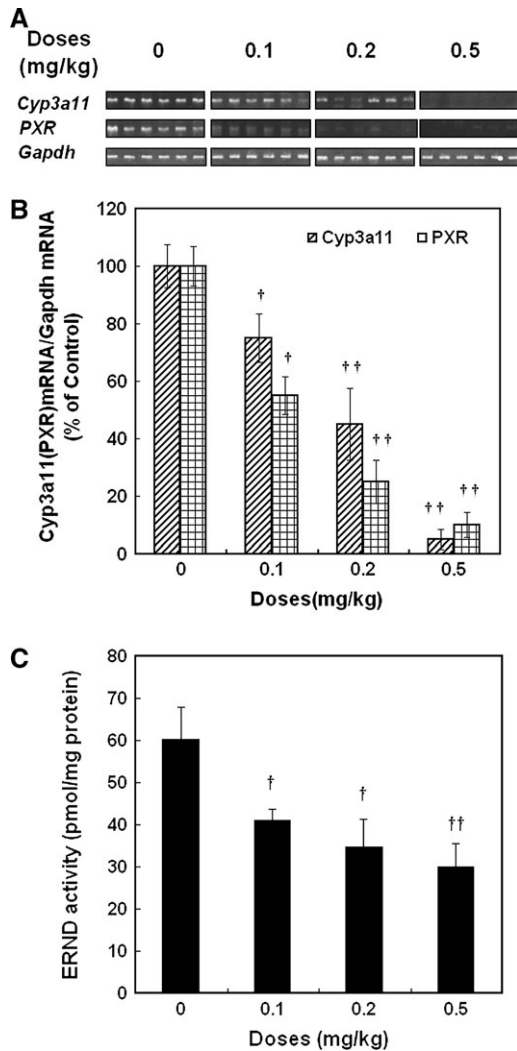 A
Doses
(mg/kg)
0 0.1 0.2 0.5
Cyp3a11
PXR
Gapdh
B
Cyp3a11(PXR)mRNA/Gapdh mRNA
(% of Control)
120
100
80
60
40
20
0
Cyp3a11 PXR
† † †† †† †† ††
0 0.1 0.2 0.5
Doses(mg/kg)
C
ERND activity (pmol/mg protein)
80
70
60
50
40
30
20
10
0
† † ††
0 0.1 0.2 0.5
Doses (mg/kg)